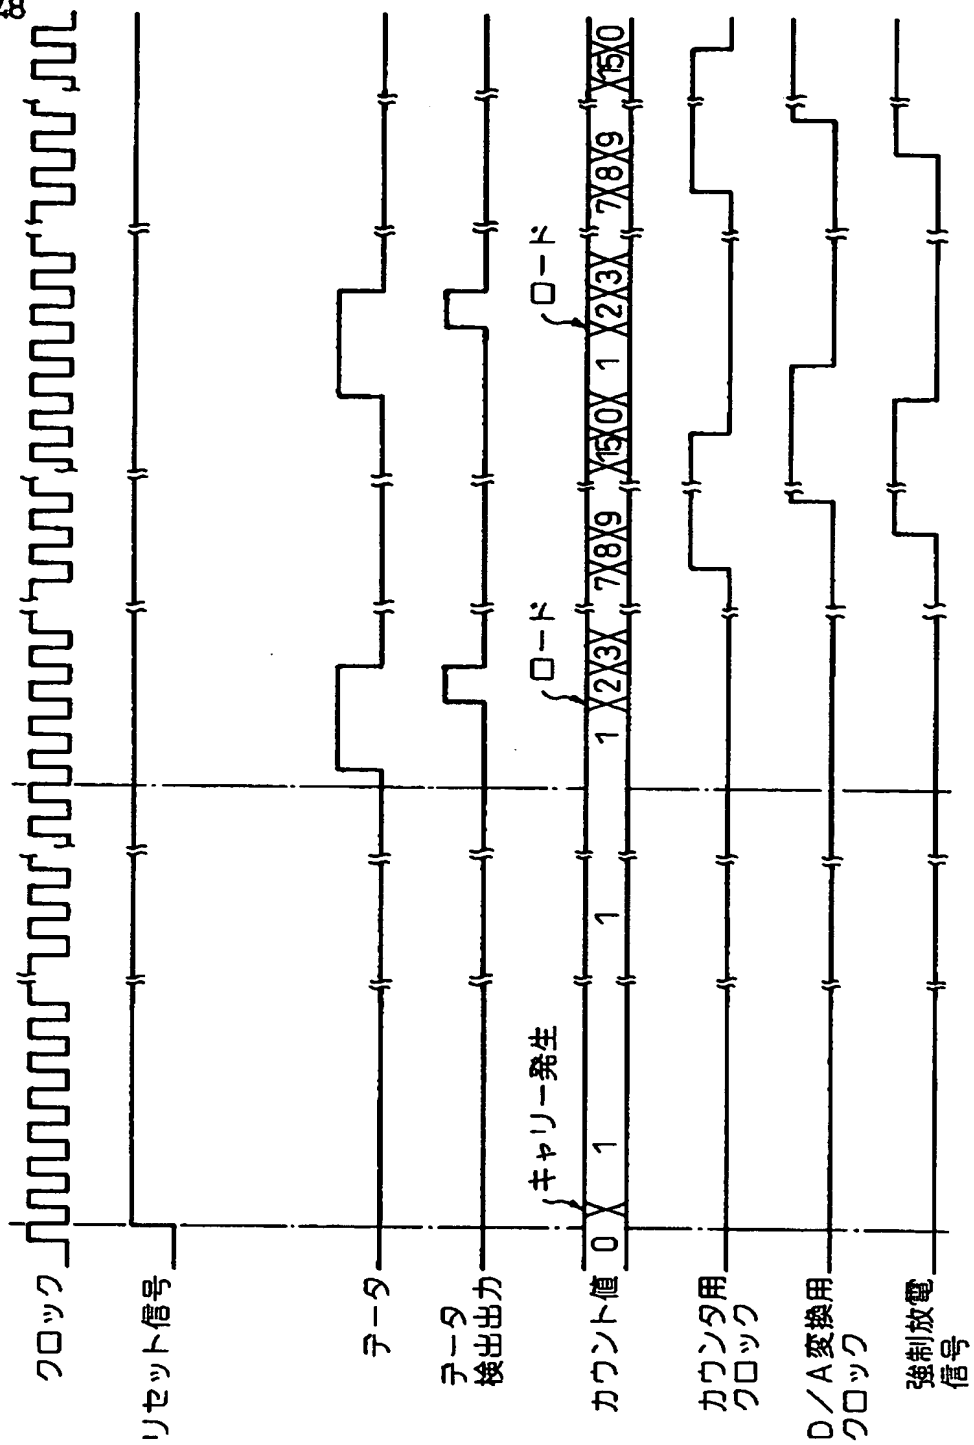 48
クロック
リセット信号
データ
データ
検出出力
キャリー発生
ロード
ロード
カウント値
0 1 1 1 2 3 7 8 9 15 0 1 2 3 7 8 9 15 0
カウンタ用
クロック
D/A変換用
クロック
強制放電
信号